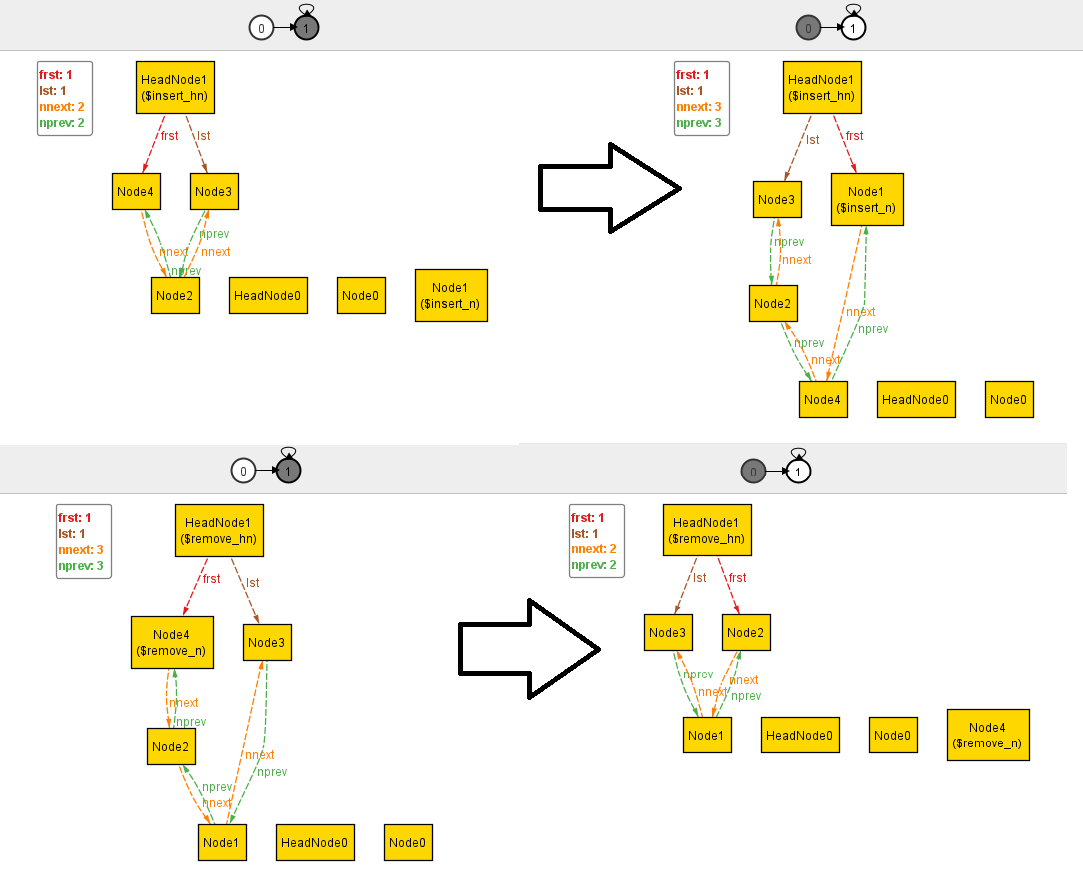 0
1
frst: 1
lst: 1
nnext: 2
nprev: 2
HeadNode1
($insert_hn)
frst
lst
Node4
Node3
nprev
nnext
nnext
nprev
Node2
HeadNode0
Node0
Node1
($insert_n)
0
1
frst: 1
lst: 1
nnext: 3
nprev: 3
HeadNode1
($insert_hn)
lst
frst
Node3
Node1
($insert_n)
nprev
nnext
Node2
nnext
nprev
nprev
nnext
Node4
HeadNode0
Node0
0
1
frst: 1
lst: 1
nnext: 3
nprev: 3
HeadNode1
($remove_hn)
frst
lst
Node4
($remove_n)
Node3
nnext
nprev
Node2
nnext
nprev
nprev
nnext
Node1
HeadNode0
Node0
0
1
frst: 1
lst: 1
nnext: 2
nprev: 2
HeadNode1
($remove_hn)
lst
frst
Node3
Node2
nprev
nnext
nnext
nprev
Node1
HeadNode0
Node0
Node4
($remove_n)